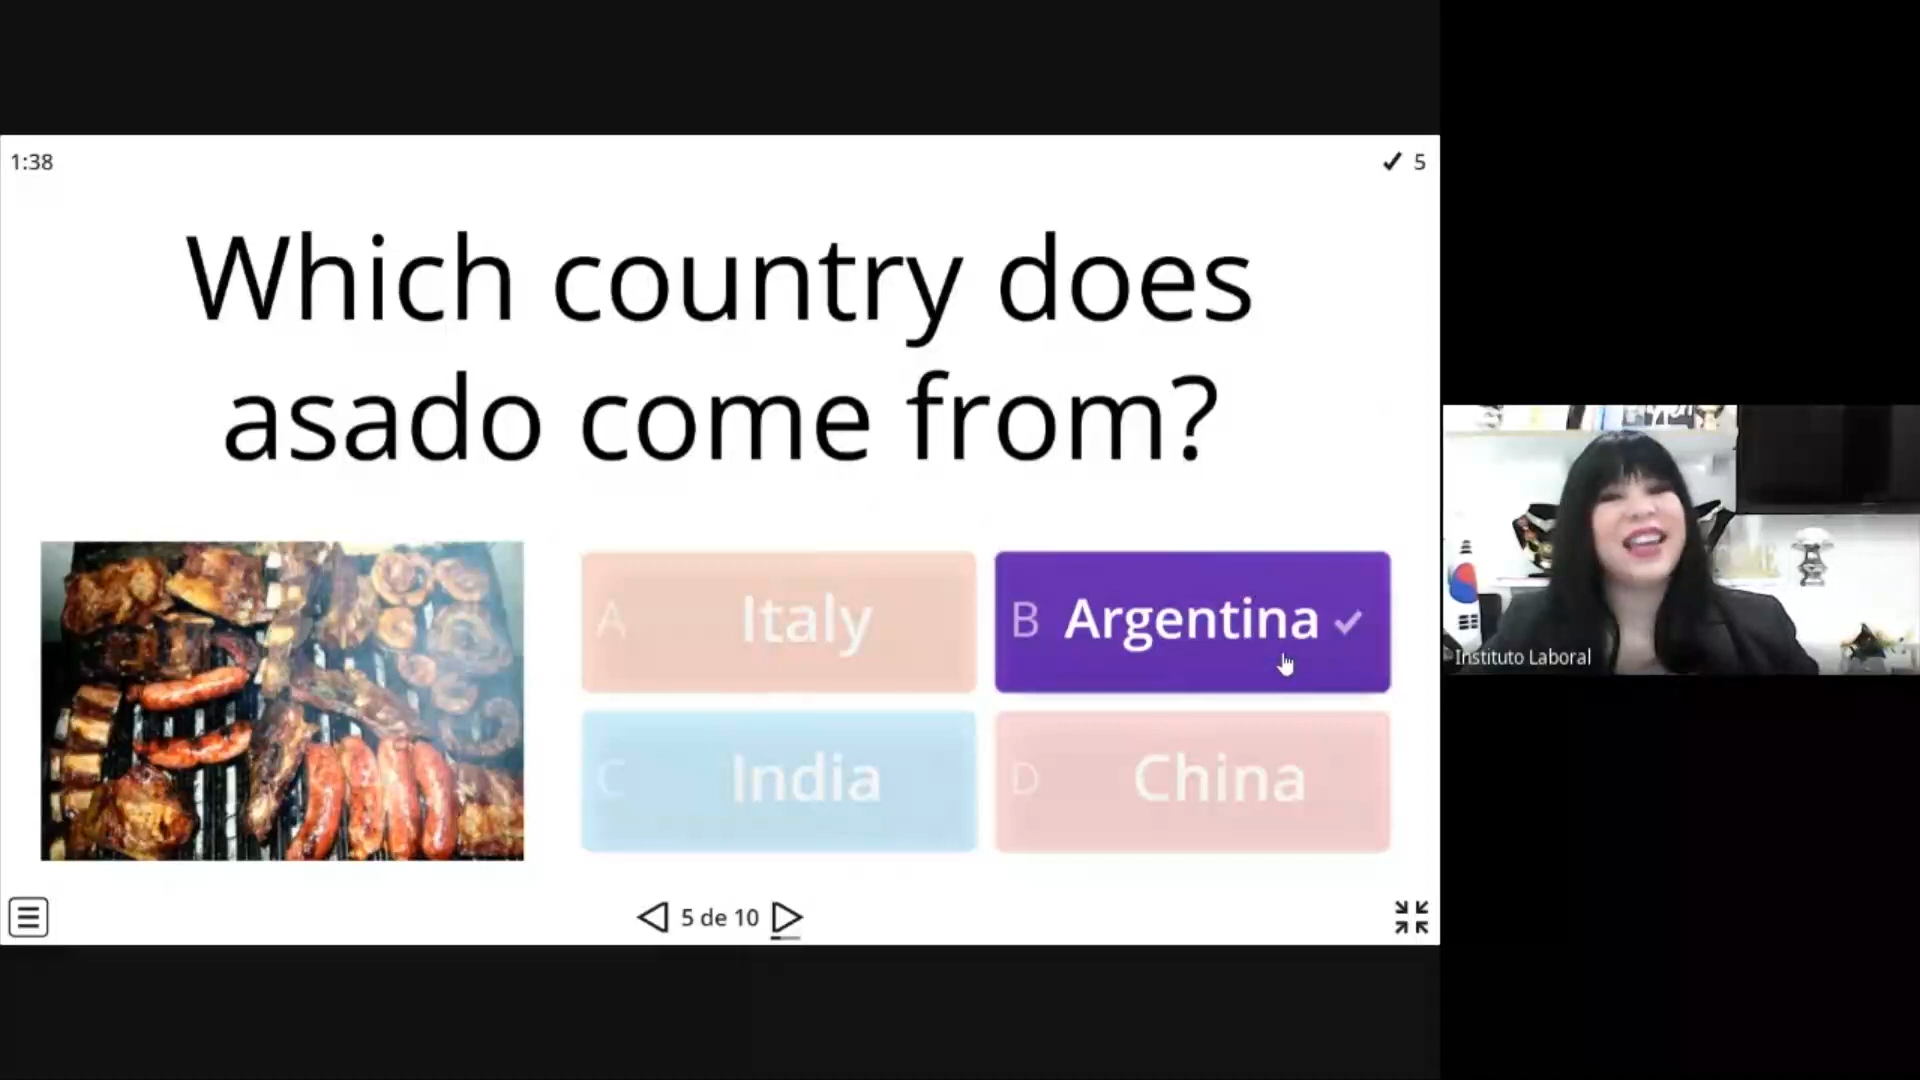 1:38
✓ 5
Which country does
asado come from?
A Italy
B Argentina ✓
C India
D China
5 de 10
Instituto Laboral